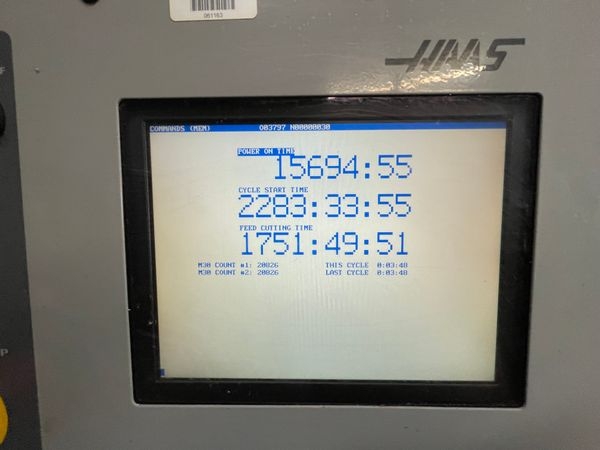 061163
HAAS
COMMANDS (MEM) O03797 N00000030
POWER ON TIME
15694:55
CYCLE START TIME
2283:33:55
FEED CUTTING TIME
1751:49:51
M30 COUNT #1: 20826 THIS CYCLE 0:03:48
M30 COUNT #2: 20826 LAST CYCLE 0:03:48
P